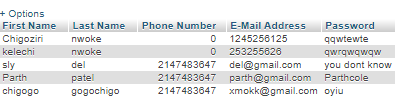 + Options
First Name Last Name Phone Number E-Mail Address Password
Chigoziri nwoke 0 1245256125 qqwtewte
kelechi nwoke 0 253255626 qwrqwqwqw
sly del 2147483647 del@gmail.com you dont know
Parth patel 2147483647 parth@gmail.com Parthcole
chigogo gogochigo 2147483647 xmokk@gmail.com oyiu